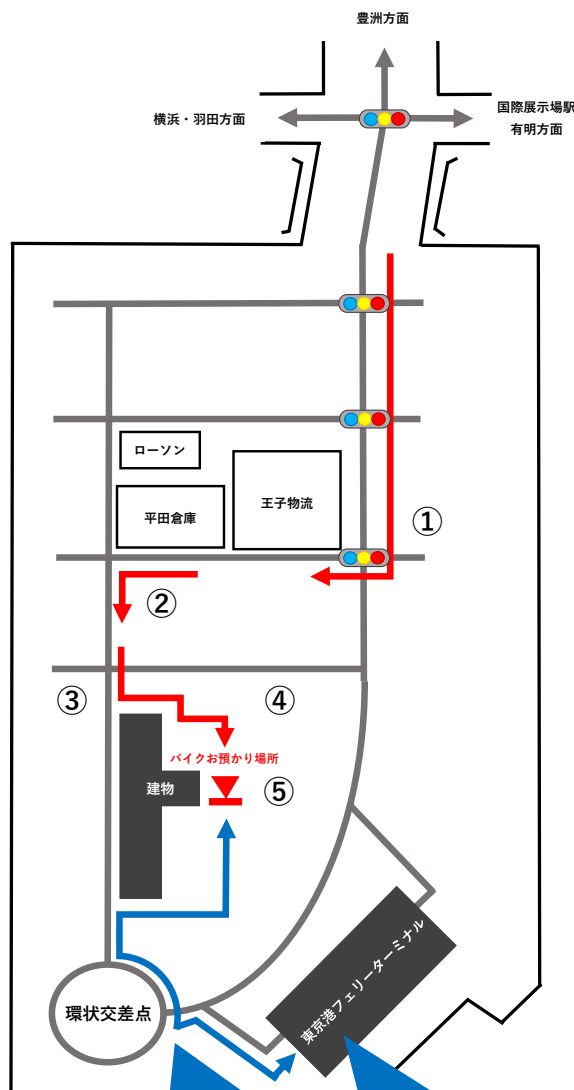 豊洲方面
国際展示場駅
横浜・羽田方面
有明方面
ローソン
王子物流
平田倉庫
①
②
③
④
バイクお預かり場所
建物
⑤
東京港フェリーターミナル
環状交差点